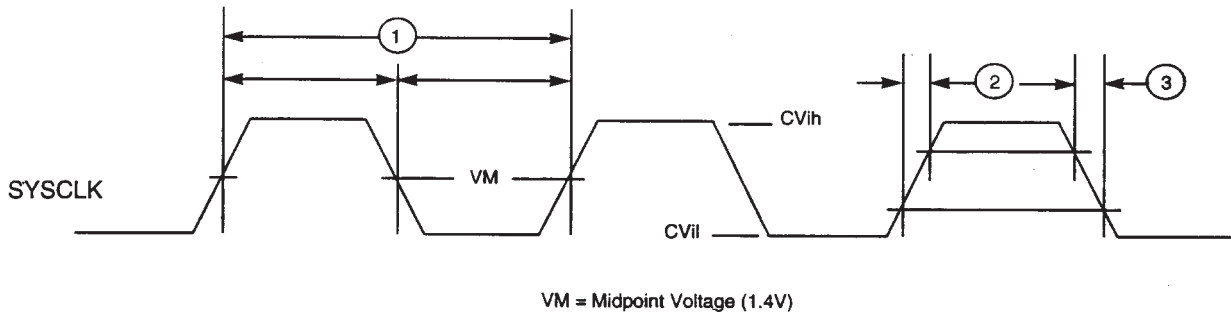 1
2
3
CVih
SYSCLK
VM
CVil
VM = Midpoint Voltage (1.4V)